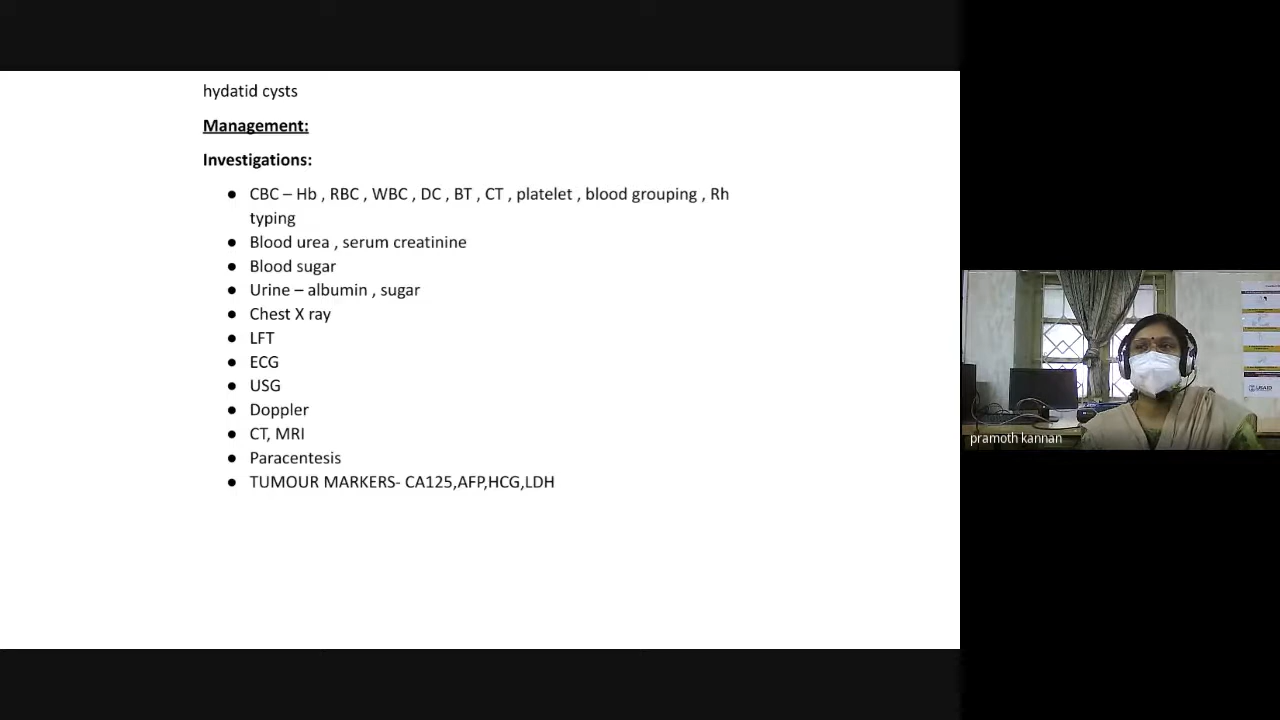 hydatid cysts
Management:
Investigations:
● CBC – Hb , RBC , WBC , DC , BT , CT , platelet , blood grouping , Rh
typing
● Blood urea , serum creatinine
● Blood sugar
● Urine – albumin , sugar
● Chest X ray
● LFT
● ECG
● USG
● Doppler
● CT, MRI
● Paracentesis
● TUMOUR MARKERS- CA125,AFP,HCG,LDH
USAID
pramoth kannan